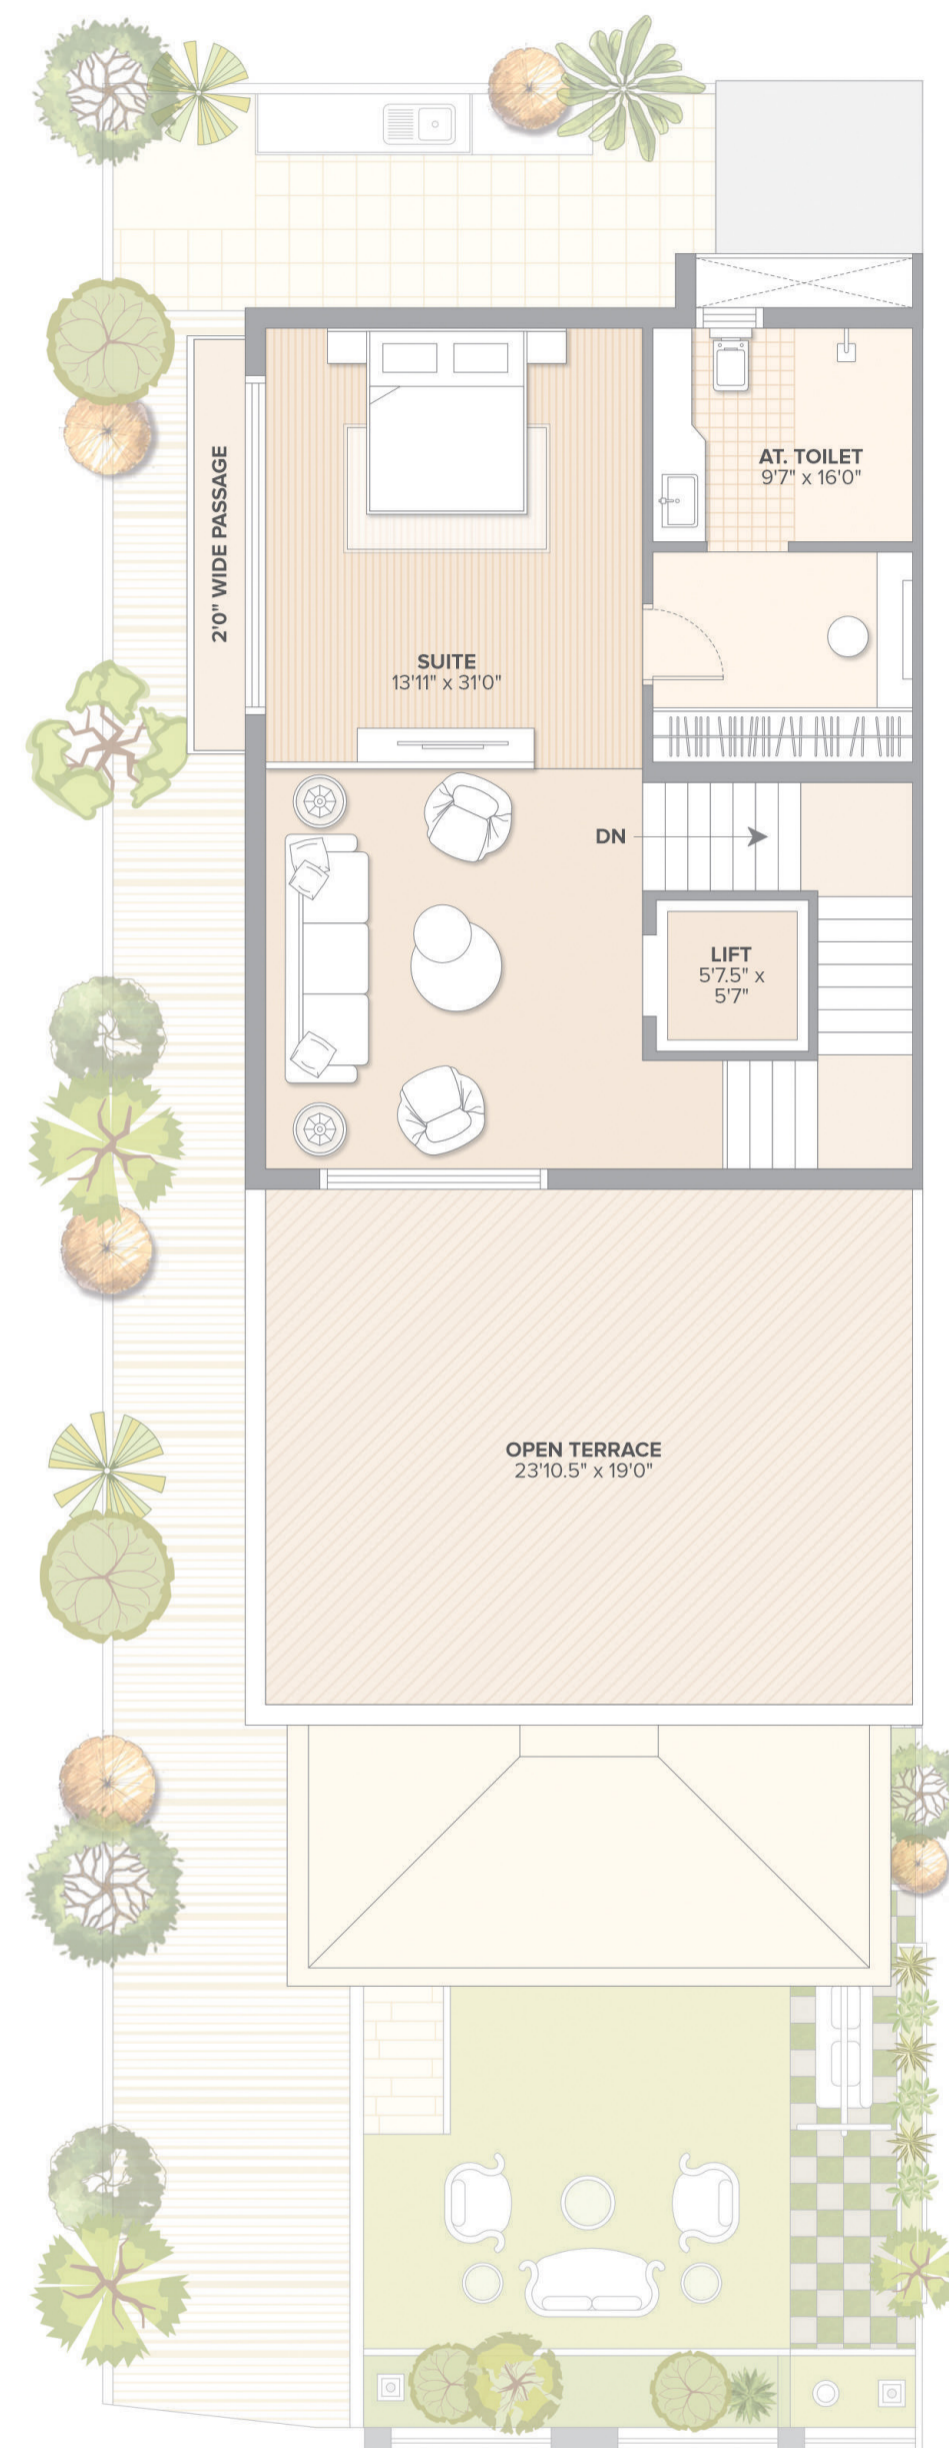 AT. TOILET
9'7" x 16'0"
2'0" WIDE PASSAGE
SUITE
13'11" x 31'0"
DN
LIFT
5'7.5" x
5'7"
OPEN TERRACE
23'10.5" x 19'0"